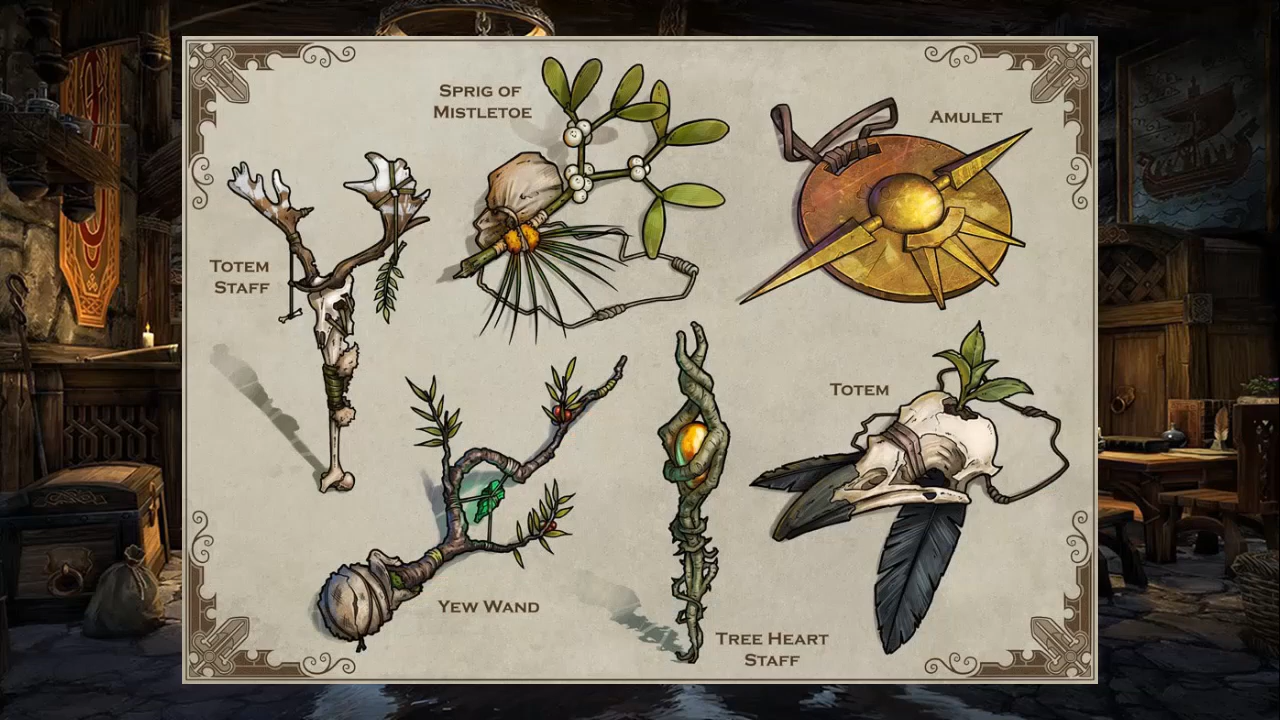 Sprig of
Mistletoe
Amulet
Totem
Staff
Totem
Yew Wand
Tree Heart
Staff